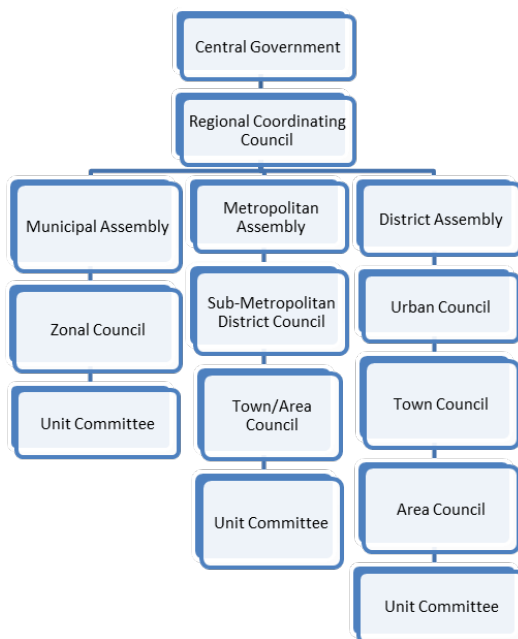 Central Government
Regional Coordinating
Council
Municipal Assembly
Metropolitan
Assembly
District Assembly
Zonal Council
Sub-Metropolitan
District Council
Urban Council
Unit Committee
Town/Area
Council
Town Council
Unit Committee
Area Council
Unit Committee